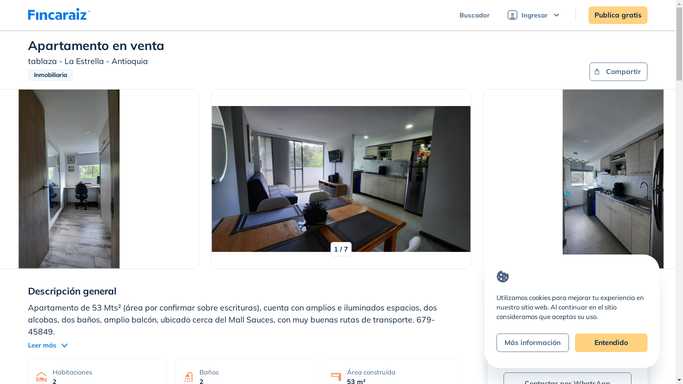 Fincaraiz
Buscador
Ingresar
Publica gratis
Apartamento en venta
tablaza - La Estrella - Antioquia
Inmobiliaria
Compartir
1 / 7
Descripción general
Apartamento de 53 Mts² (área por confirmar sobre escrituras), cuenta con amplios e iluminados espacios, dos
alcobas, dos baños, amplio balcón, ubicado cerca del Mall Sauces, con muy buenas rutas de transporte. 679-
45849.
Leer más
Habitaciones
2
Baños
2
Área construida
53 m²
Utilizamos cookies para mejorar tu experiencia en
nuestro sitio web. Al continuar en el sitio
consideramos que aceptas su uso.
Más información
Entendido
Contactar por WhatsApp